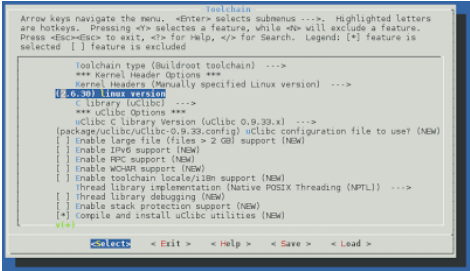 Toolchain
Arrow keys navigate the menu. <Enter> selects submenus --->. Highlighted letters
are hotkeys. Pressing <Y> selectes a feature, while <N> will exclude a feature.
Press <Esc><Esc> to exit, <?> for Help, </> for Search. Legend: [*] feature is
selected [ ] feature is excluded
Toolchain type (Buildroot toolchain) --->
*** Kernel Header Options ***
Kernel Headers (Manually specified Linux version) --->
(2.6.30) linux version
C library (uClibc) --->
*** uClibc Options ***
uClibc C library Version (uClibc 0.9.33.x) --->
(package/uclibc/uClibc-0.9.33.config) uClibc configuration file to use? (NEW)
[ ] Enable large file (files > 2 GB) support (NEW)
[ ] Enable IPv6 support (NEW)
[ ] Enable RPC support (NEW)
[ ] Enable WCHAR support (NEW)
[ ] Enable toolchain locale/i18n support (NEW)
Thread library implementation (Native POSIX Threading (NPTL)) --->
[ ] Thread library debugging (NEW)
[ ] Enable stack protection support (NEW)
[*] Compile and install uClibc utilities (NEW)
v(+)
<Select> < Exit > < Help > < Save > < Load >